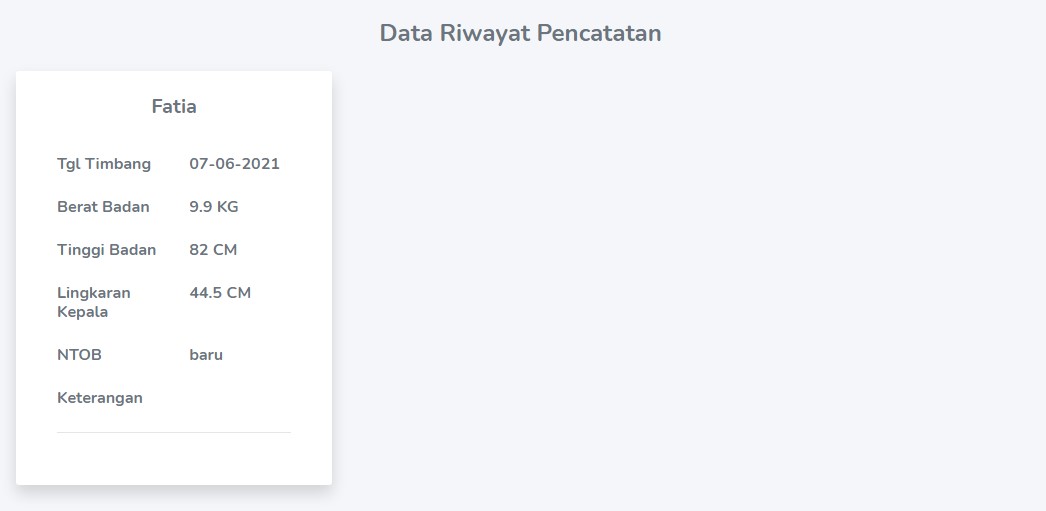 Data Riwayat Pencatatan
Fatia
Tgl Timbang 07-06-2021
Berat Badan 9.9 KG
Tinggi Badan 82 CM
Lingkaran 44.5 CM
Kepala
NTOB baru
Keterangan